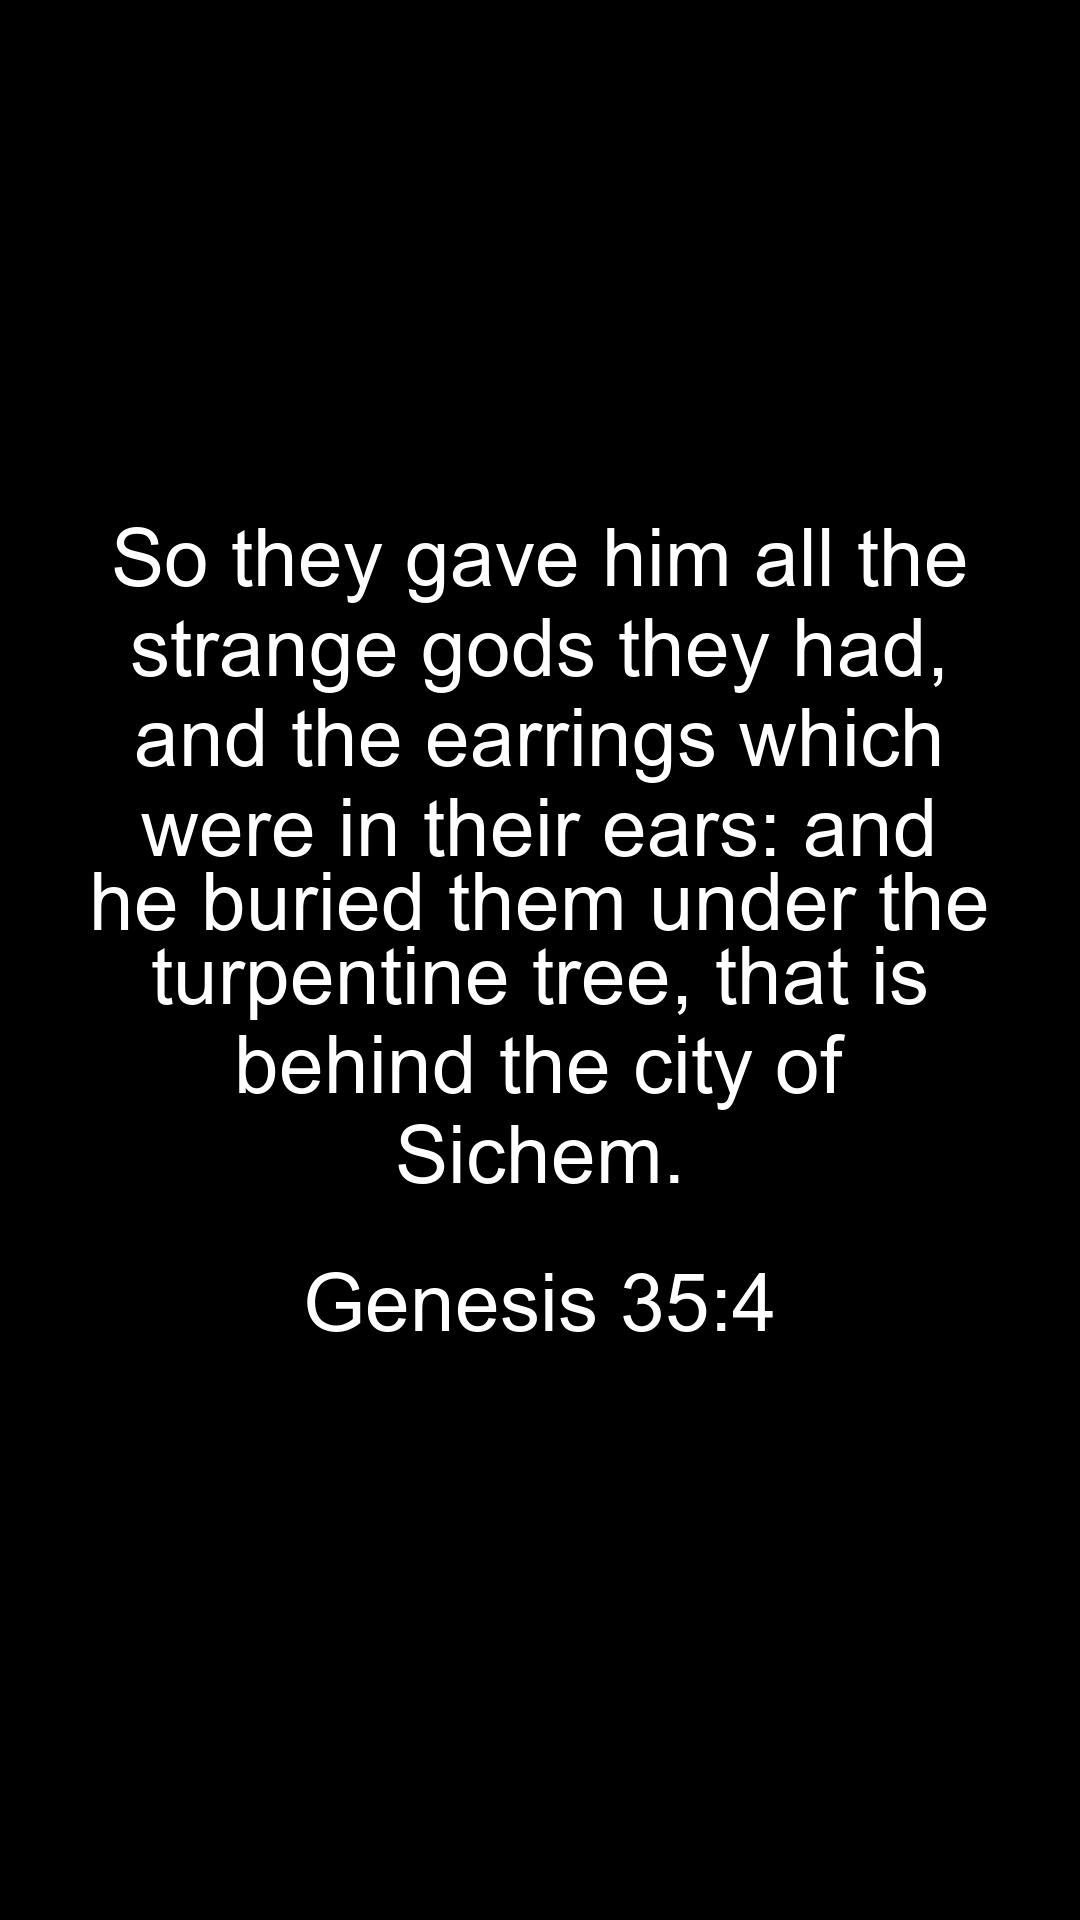 So they gave him all the
strange gods they had,
and the earrings which
were in their ears: and
he buried them under the
turpentine tree, that is
behind the city of
Sichem.
Genesis 35:4